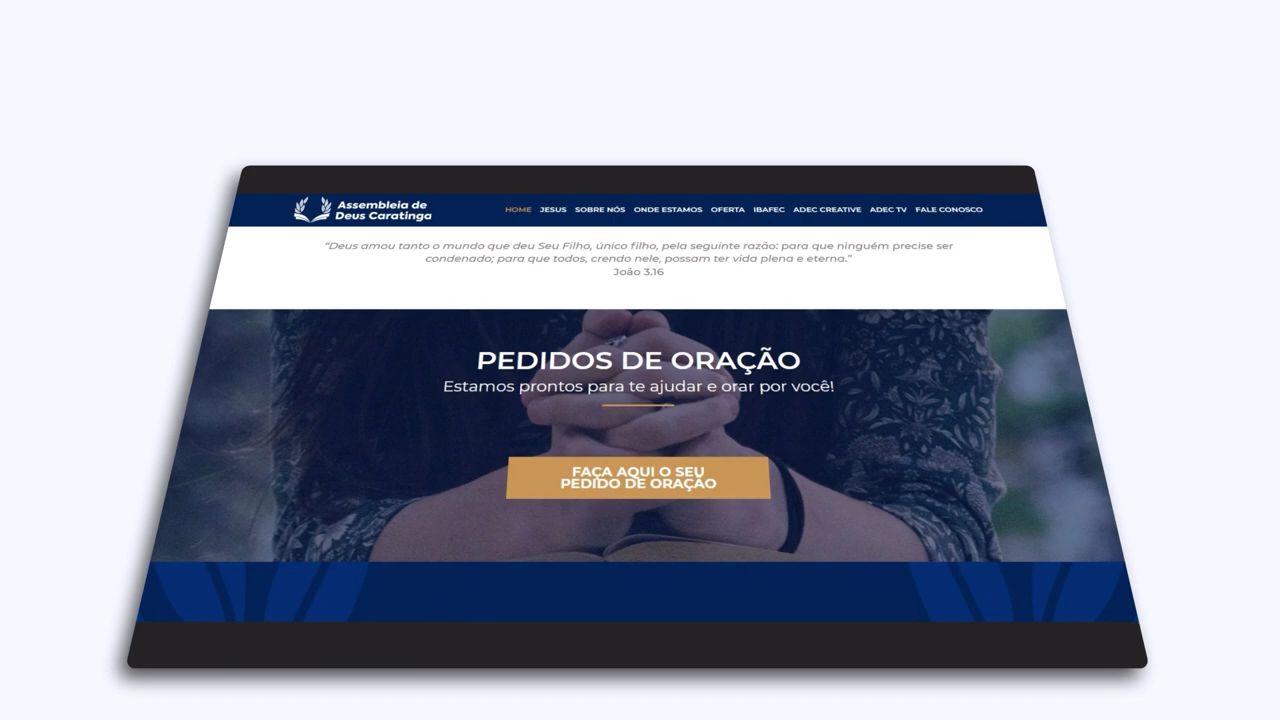 Assembleia de
Deus Caratinga
HOME JESUS SOBRE NÓS ONDE ESTAMOS OFERTA IBAFEC ADEC CREATIVE ADEC TV FALE CONOSCO
"Deus amou tanto o mundo que deu Seu Filho, único filho, pela seguinte razão: para que ninguém precise ser
condenado; para que todos, crendo nele, possam ter vida plena e eterna."
João 3.16
PEDIDOS DE ORAÇÃO
Estamos prontos para te ajudar e orar por você!
FAÇA AQUI O SEU
PEDIDO DE ORAÇÃO